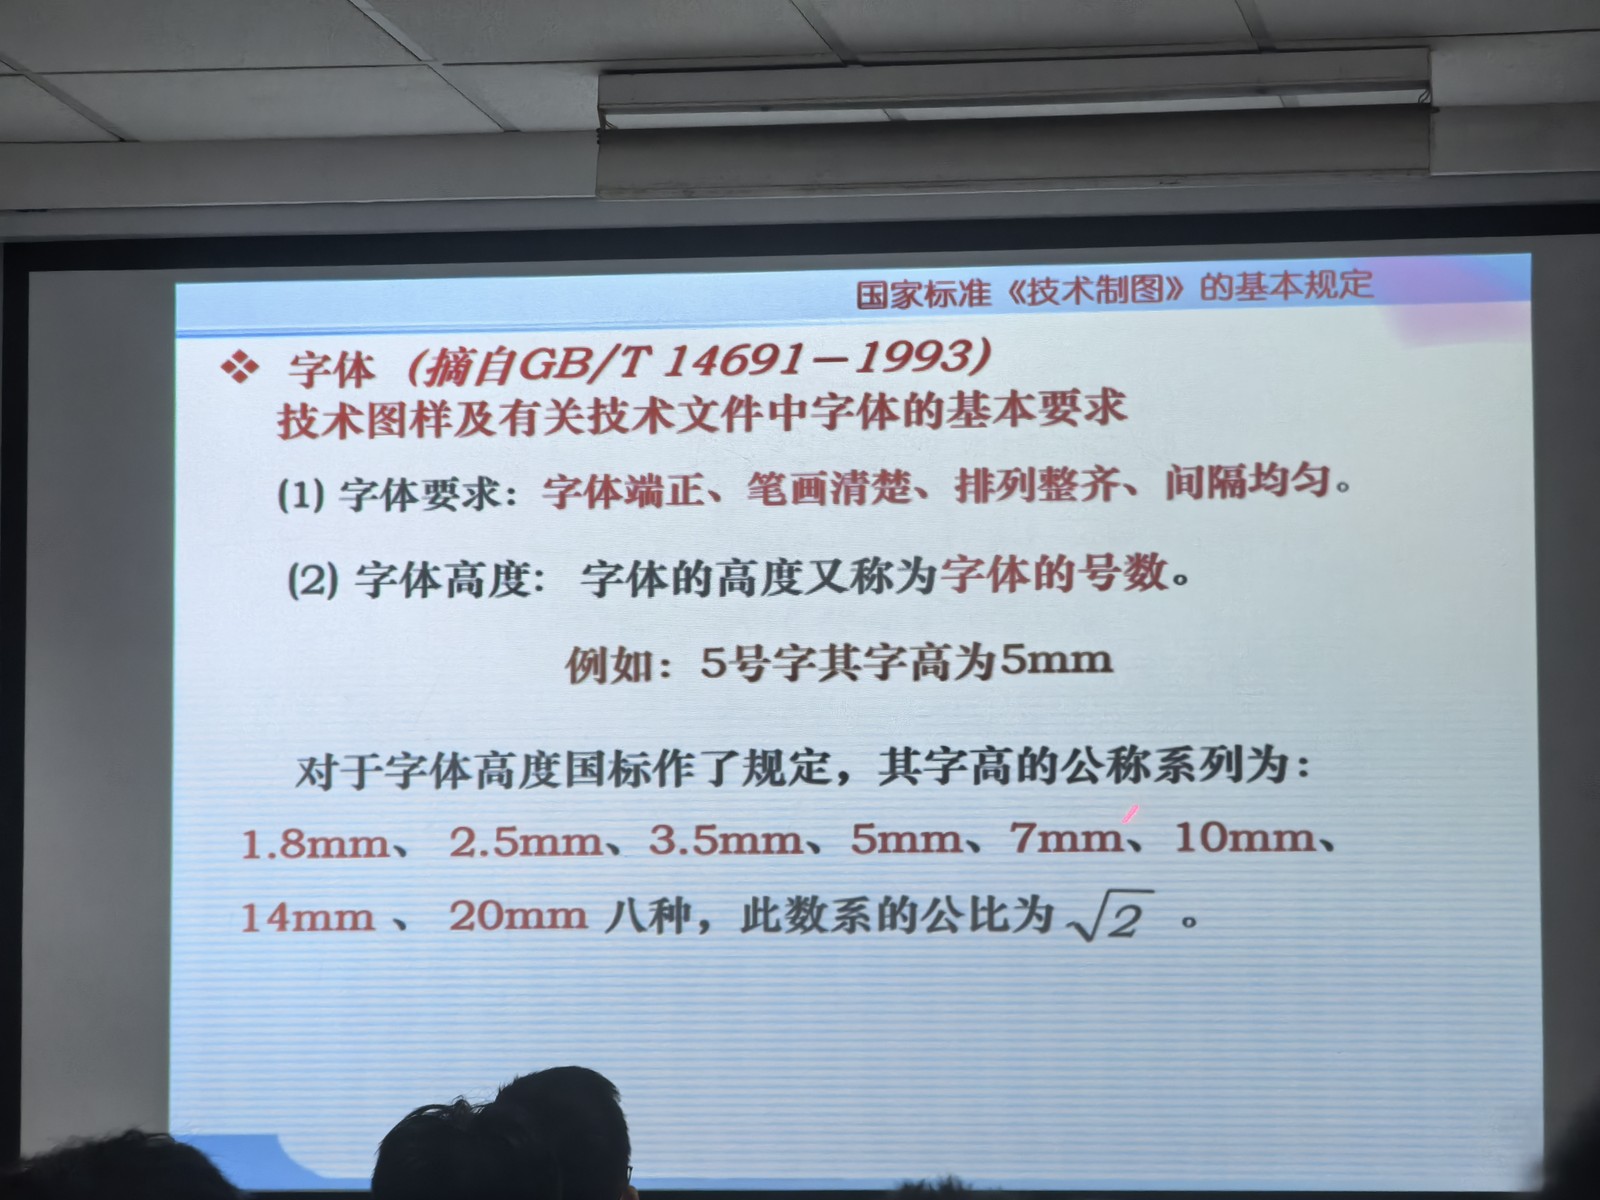 国家标准《技术制图》的基本规定
❖ 字体 (摘自GB/T 14691－1993)
技术图样及有关技术文件中字体的基本要求
(1) 字体要求：字体端正、笔画清楚、排列整齐、间隔均匀。
(2) 字体高度： 字体的高度又称为字体的号数。
例如：5号字其字高为5mm
对于字体高度国标作了规定，其字高的公称系列为：
1.8mm、 2.5mm、3.5mm、5mm、7mm、10mm、
14mm 、 20mm 八种，此数系的公比为√2 。